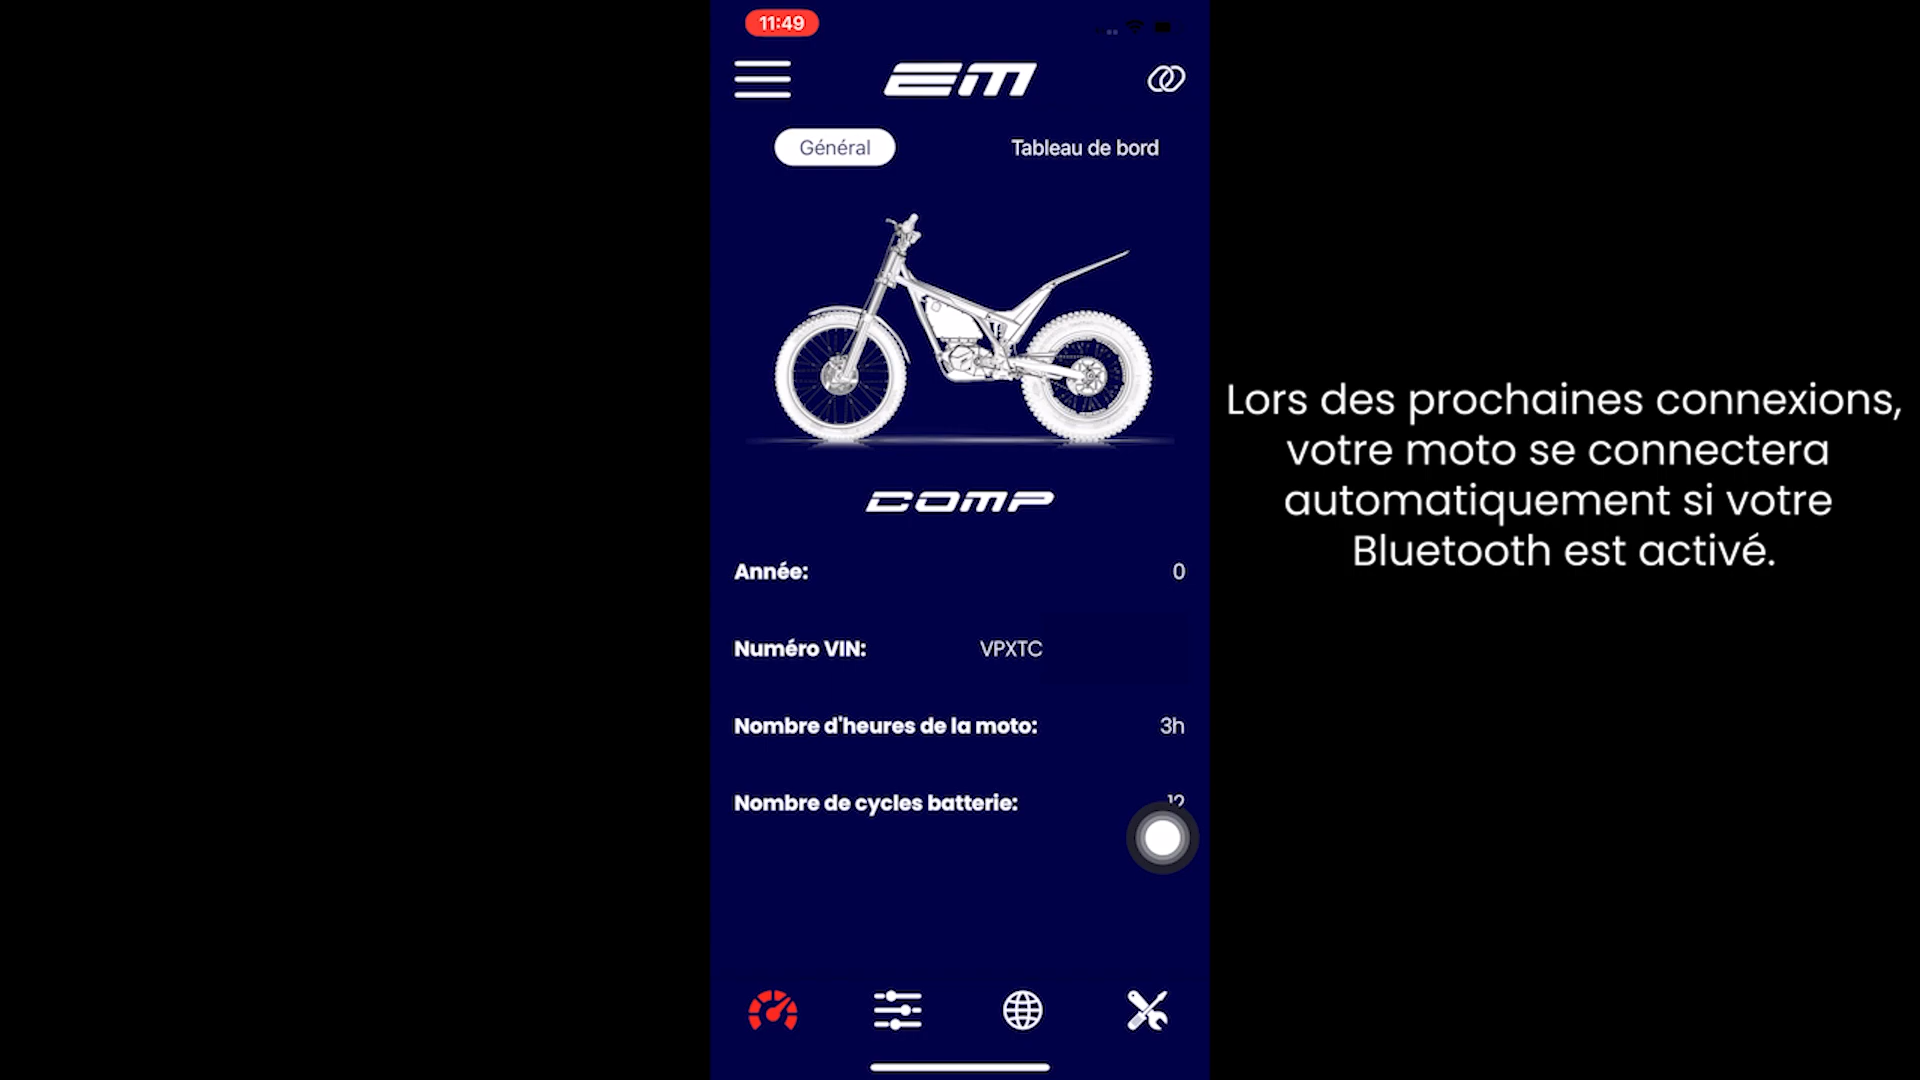 11:49
EM
Général
Tableau de bord
COMP
Année:
0
Numéro VIN:
VPXTC
Nombre d'heures de la moto:
3h
Nombre de cycles batterie:
12
Lors des prochaines connexions,
votre moto se connectera
automatiquement si votre
Bluetooth est activé.